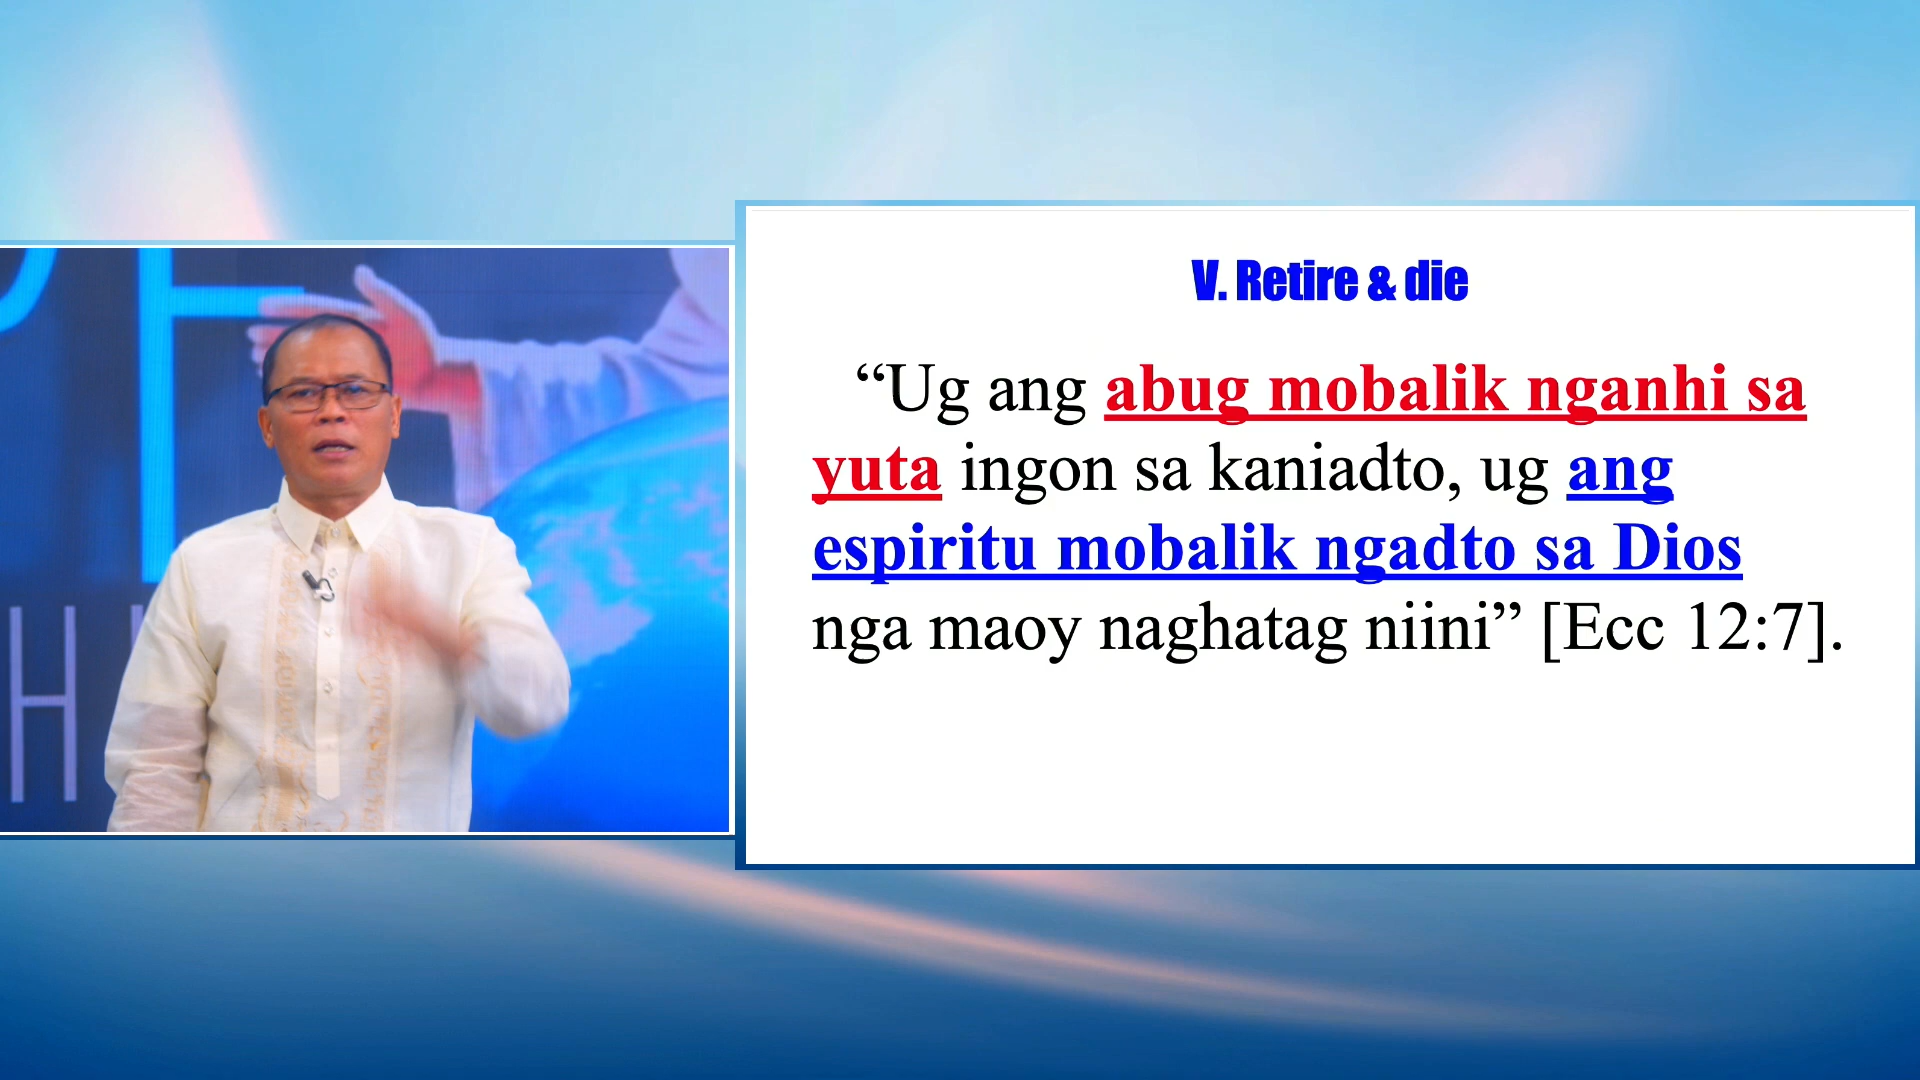 V. Retire & die
“Ug ang abug mobalik nganhi sa
yuta ingon sa kaniadto, ug ang
espiritu mobalik ngadto sa Dios
nga maoy naghatag niini” [Ecc 12:7].